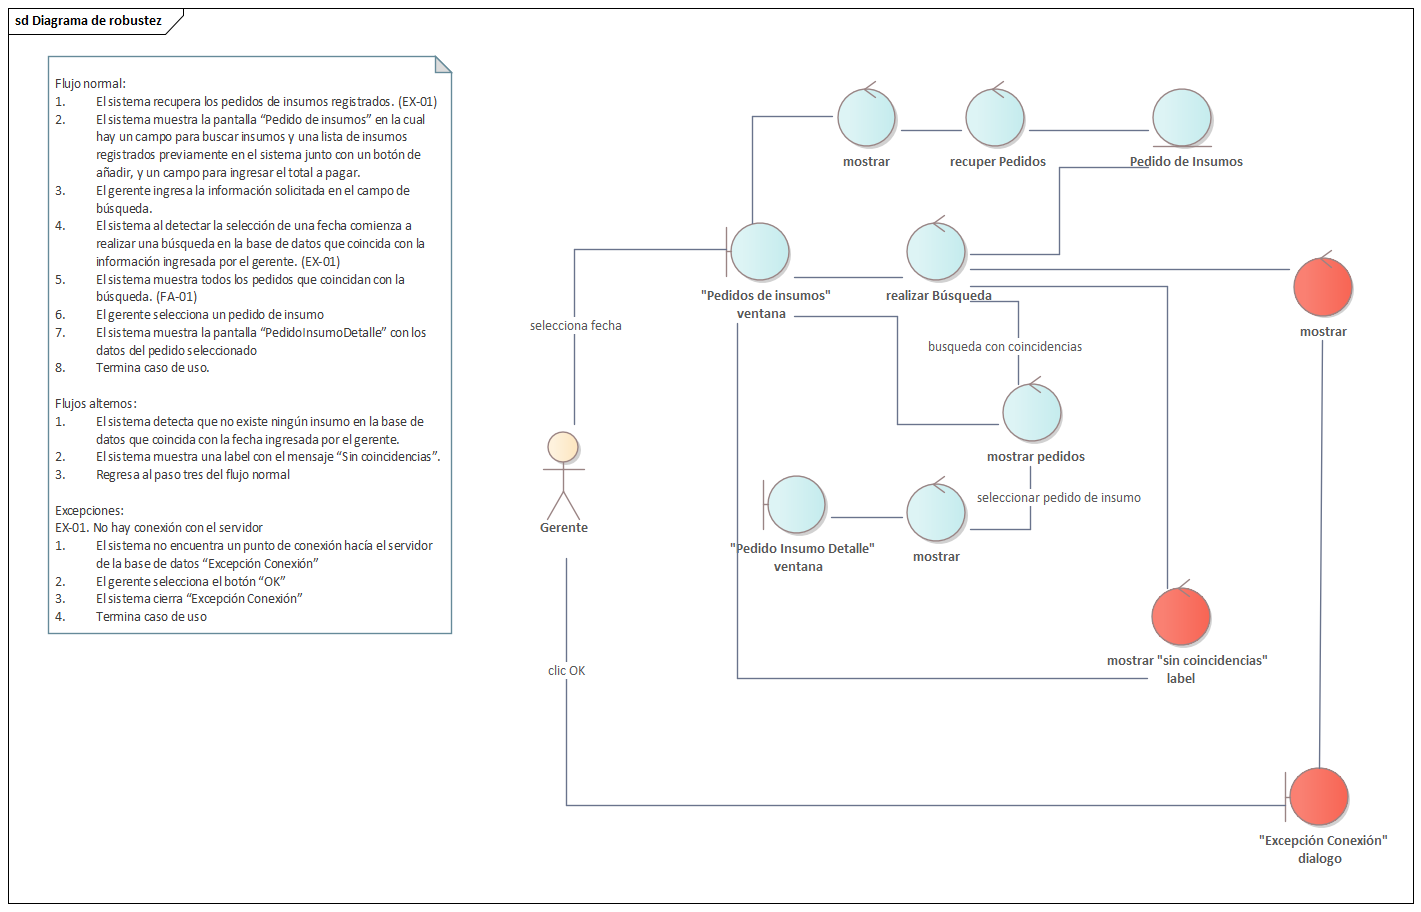 sd Diagrama de robustez
Flujo normal:
1. El sistema recupera los pedidos de insumos registrados. (EX-01)
2. El sistema muestra la pantalla “Pedido de insumos” en la cual
hay un campo para buscar insumos y una lista de insumos
registrados previamente en el sistema junto con un botón de
añadir, y un campo para ingresar el total a pagar.
3. El gerente ingresa la información solicitada en el campo de
búsqueda.
4. El sistema al detectar la selección de una fecha comienza a
realizar una búsqueda en la base de datos que coincida con la
información ingresada por el gerente. (EX-01)
5. El sistema muestra todos los pedidos que coincidan con la
búsqueda. (FA-01)
6. El gerente selecciona un pedido de insumo
7. El sistema muestra la pantalla “PedidoInsumoDetalle” con los
datos del pedido seleccionado
8. Termina caso de uso.
Flujos alternos:
1. El sistema detecta que no existe ningún insumo en la base de
datos que coincida con la fecha ingresada por el gerente.
2. El sistema muestra una label con el mensaje “Sin coincidencias”.
3. Regresa al paso tres del flujo normal
Excepciones:
EX-01. No hay conexión con el servidor
1. El sistema no encuentra un punto de conexión hacía el servidor
de la base de datos “Excepción Conexión”
2. El gerente selecciona el botón “OK”
3. El sistema cierra “Excepción Conexión”
4. Termina caso de uso
mostrar
recuper Pedidos
Pedido de Insumos
"Pedidos de insumos"
ventana
realizar Búsqueda
mostrar
selecciona fecha
busqueda con coincidencias
mostrar pedidos
seleccionar pedido de insumo
Gerente
"Pedido Insumo Detalle"
ventana
mostrar
mostrar "sin coincidencias"
label
clic OK
"Excepción Conexión"
dialogo